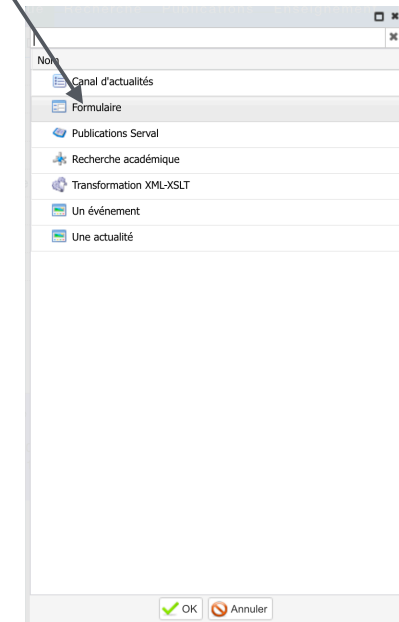 Nom
Canal d'actualités
Formulaire
Publications Serval
Recherche académique
Transformation XML-XSLT
Un événement
Une actualité
OK Annuler